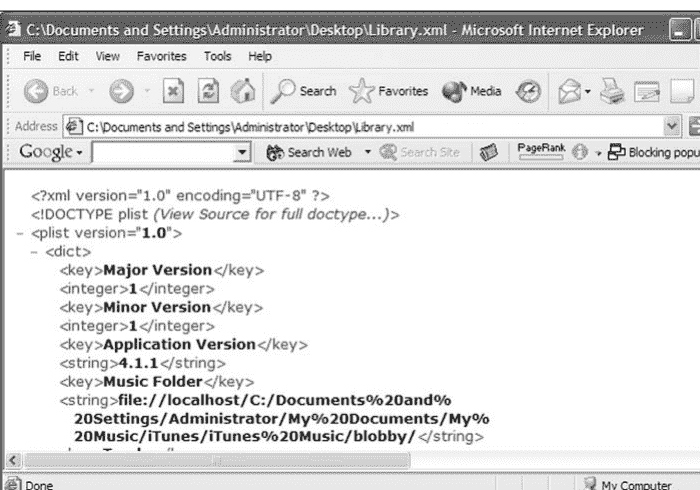 C:\Documents and Settings\Administrator\Desktop\Library.xml - Microsoft Internet Explorer
File Edit View Favorites Tools Help
Back Search Favorites Media
Address C:\Documents and Settings\Administrator\Desktop\Library.xml
Google Search Web Search Site PageRank Blocking popu
<?xml version="1.0" encoding="UTF-8" ?>
<!DOCTYPE plist (View Source for full doctype...)>
- <plist version="1.0">
- <dict>
<key>Major Version</key>
<integer>1</integer>
<key>Minor Version</key>
<integer>1</integer>
<key>Application Version</key>
<string>4.1.1</string>
<key>Music Folder</key>
<string>file://localhost/C:/Documents%20and%
20Settings/Administrator/My%20Documents/My%
20Music/iTunes/iTunes%20Music/blobby/</string>
Done My Computer